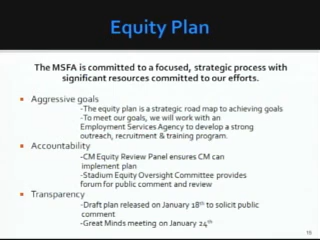 Equity Plan
The MSFA is committed to a focused, strategic process with
significant resources committed to our efforts.
Aggressive goals
-The equity plan is a strategic road map to achieving goals
-To meet our goals, we will work with an
Employment Services Agency to develop a strong
outreach, recruitment & training program.
Accountability
-CM Equity Review Panel ensures CM can
implement plan
-Stadium Equity Oversight Committee provides
forum for public comment and review
Transparency
-Draft plan released on January 18th to solicit public
comment
-Great Minds meeting on January 24th